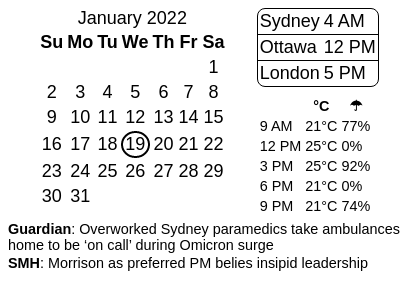 January 2022
Su Mo Tu We Th Fr Sa
1
2 3 4 5 6 7 8
9 10 11 12 13 14 15
16 17 18 19 20 21 22
23 24 25 26 27 28 29
30 31
Sydney 4 AM
Ottawa 12 PM
London 5 PM
°C ☂
9 AM 21°C 77%
12 PM 25°C 0%
3 PM 25°C 92%
6 PM 21°C 0%
9 PM 21°C 74%
Guardian: Overworked Sydney paramedics take ambulances
home to be ‘on call’ during Omicron surge
SMH: Morrison as preferred PM belies insipid leadership